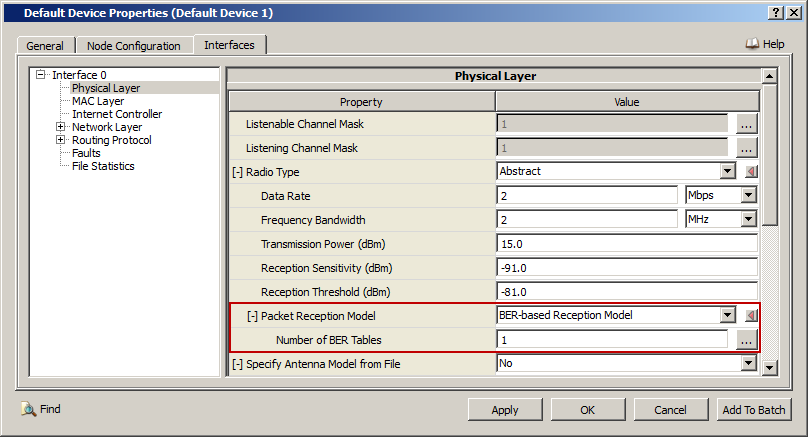 Default Device Properties (Default Device 1)
General Node Configuration Interfaces Help
Interface 0
Physical Layer
MAC Layer
Internet Controller
Network Layer
Routing Protocol
Faults
File Statistics
Physical Layer
Property Value
Listenable Channel Mask 1 ...
Listening Channel Mask 1 ...
[-] Radio Type Abstract
Data Rate 2 Mbps
Frequency Bandwidth 2 MHz
Transmission Power (dBm) 15.0
Reception Sensitivity (dBm) -91.0
Reception Threshold (dBm) -81.0
[-] Packet Reception Model BER-based Reception Model
Number of BER Tables 1 ...
[-] Specify Antenna Model from File No
Find Apply OK Cancel Add To Batch